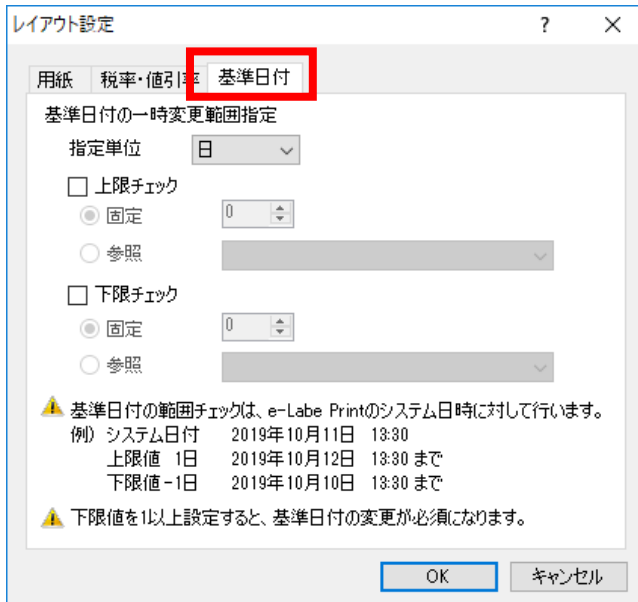 レイアウト設定
用紙 税率・値引率 基準日付
基準日付の一時変更範囲指定
指定単位 日
上限チェック
固定 0
参照
下限チェック
固定 0
参照
基準日付の範囲チェックは、e-Labe Printのシステム日時に対して行います。
例) システム日付 2019年10月11日 13:30
上限値 1日 2019年10月12日 13:30 まで
下限値-1日 2019年10月10日 13:30 まで
下限値を1以上設定すると、基準日付の変更が必須になります。
OK キャンセル